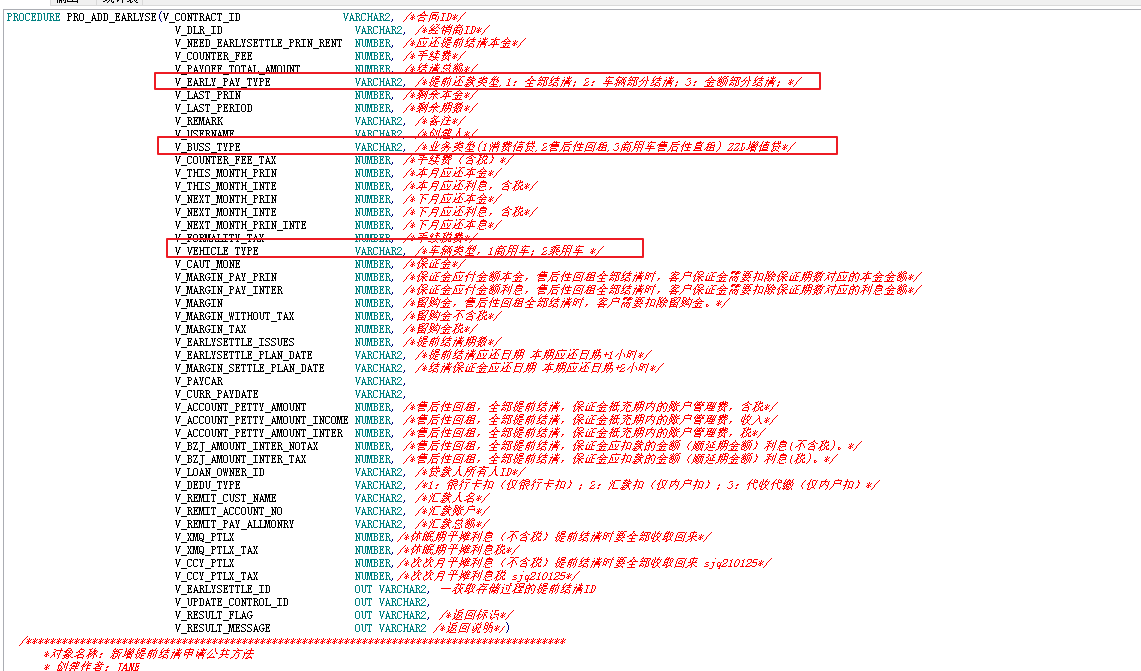 PROCEDURE PRO_ADD_EARLYSE(V_CONTRACT_ID VARCHAR2, /*合同ID*/
V_DLR_ID VARCHAR2, /*经销商ID*/
V_NEED_EARLYSETTLE_PRIN_RENT NUMBER, /*应还提前结清本金*/
V_COUNTER_FEE NUMBER, /*手续费*/
V_PAYOFF_TOTAL_AMOUNT NUMBER, /*结清总额*/
V_EARLY_PAY_TYPE VARCHAR2, /*提前还款类型,1：全部结清；2：车辆部分结清；3：金额部分结清；*/
V_LAST_PRIN NUMBER, /*剩余本金*/
V_LAST_PERIOD NUMBER, /*剩余期数*/
V_REMARK VARCHAR2, /*备注*/
V_USERNAME VARCHAR2, /*创建人*/
V_BUSS_TYPE VARCHAR2, /*业务类型(1消费信贷,2售后性回租,3商用车售后性直租) ZZD增值贷*/
V_COUNTER_FEE_TAX NUMBER, /*手续费（含税）*/
V_THIS_MONTH_PRIN NUMBER, /*本月应还本金*/
V_THIS_MONTH_INTE NUMBER, /*本月应还利息，含税*/
V_NEXT_MONTH_PRIN NUMBER, /*下月应还本金*/
V_NEXT_MONTH_INTE NUMBER, /*下月应还利息，含税*/
V_NEXT_MONTH_PRIN_INTE NUMBER, /*下月应还本息*/
V_FORMALITY_TAX NUMBER, /*手续税费*/
V_VEHICLE_TYPE VARCHAR2, /*车辆类型，1商用车；2乘用车 */
V_CAUT_MONE NUMBER, /*保证金*/
V_MARGIN_PAY_PRIN NUMBER, /*保证金应付金额本金，售后性回租全部结清时，客户保证金需要扣除保证期数对应的本金金额*/
V_MARGIN_PAY_INTER NUMBER, /*保证金应付金额利息，售后性回租全部结清时，客户保证金需要扣除保证期数对应的利息金额*/
V_MARGIN NUMBER, /*留购金，售后性回租全部结清时，客户需要扣除留购金。*/
V_MARGIN_WITHOUT_TAX NUMBER, /*留购金不含税*/
V_MARGIN_TAX NUMBER, /*留购金税*/
V_EARLYSETTLE_ISSUES NUMBER, /*提前结清期数*/
V_EARLYSETTLE_PLAN_DATE VARCHAR2, /*提前结清应还日期 本期应还日期+1小时*/
V_MARGIN_SETTLE_PLAN_DATE VARCHAR2, /*结清保证金应还日期 本期应还日期+2小时*/
V_PAYCAR VARCHAR2,
V_CURR_PAYDATE VARCHAR2,
V_ACCOUNT_PETTY_AMOUNT NUMBER, /*售后性回租，全部提前结清，保证金抵充期内的账户管理费，含税*/
V_ACCOUNT_PETTY_AMOUNT_INCOME NUMBER, /*售后性回租，全部提前结清，保证金抵充期内的账户管理费，收入*/
V_ACCOUNT_PETTY_AMOUNT_INTER NUMBER, /*售后性回租，全部提前结清，保证金抵充期内的账户管理费，税*/
V_BZJ_AMOUNT_INTER_NOTAX NUMBER, /*售后性回租，全部提前结清，保证金应扣款的金额（顺延期金额）利息(不含税)。*/
V_BZJ_AMOUNT_INTER_TAX NUMBER, /*售后性回租，全部提前结清，保证金应扣款的金额（顺延期金额）利息(税)。*/
V_LOAN_OWNER_ID VARCHAR2, /*贷款人所有人ID*/
V_DEDU_TYPE VARCHAR2, /*1：银行卡扣（仅银行卡扣）；2：汇款扣（仅内户扣）；3：代收代缴（仅内户扣）*/
V_REMIT_CUST_NAME VARCHAR2, /*汇款人名*/
V_REMIT_ACCOUNT_NO VARCHAR2, /*汇款账户*/
V_REMIT_PAY_ALLMONRY VARCHAR2, /*汇款总额*/
V_XMQ_PTLX NUMBER,/*休眠期平摊利息（不含税）提前结清时要全部收取回来*/
V_XMQ_PTLX_TAX NUMBER,/*休眠期平摊利息税*/
V_CCY_PTLX NUMBER,/*次次月平摊利息（不含税）提前结清时要全部收取回来 sjq210125*/
V_CCY_PTLX_TAX NUMBER,/*次次月平摊利息税 sjq210125*/
V_EARLYSETTLE_ID OUT VARCHAR2, --获取存储过程的提前结清ID
V_UPDATE_CONTROL_ID OUT VARCHAR2,
V_RESULT_FLAG OUT VARCHAR2, /*返回标识*/
V_RESULT_MESSAGE OUT VARCHAR2 /*返回说明*/)
*对象名称：新增提前结清申请公共方法
* 创建作者：JANE